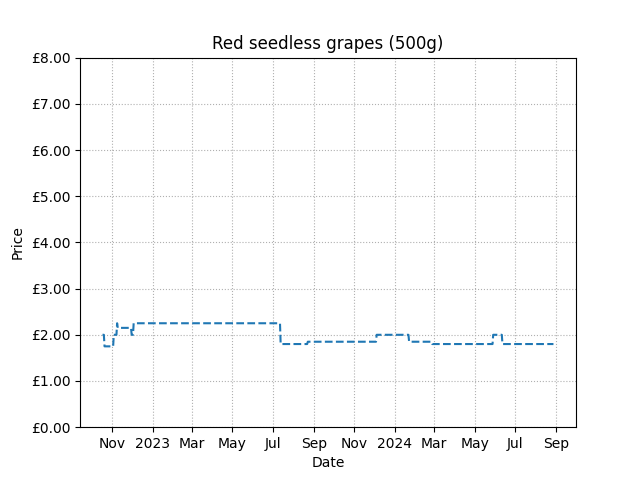 Red seedless grapes (500g)
£8.00
£7.00
£6.00
£5.00
£4.00
£3.00
£2.00
£1.00
£0.00
Price
Nov 2023 Mar May Jul Sep Nov 2024 Mar May Jul Sep
Date